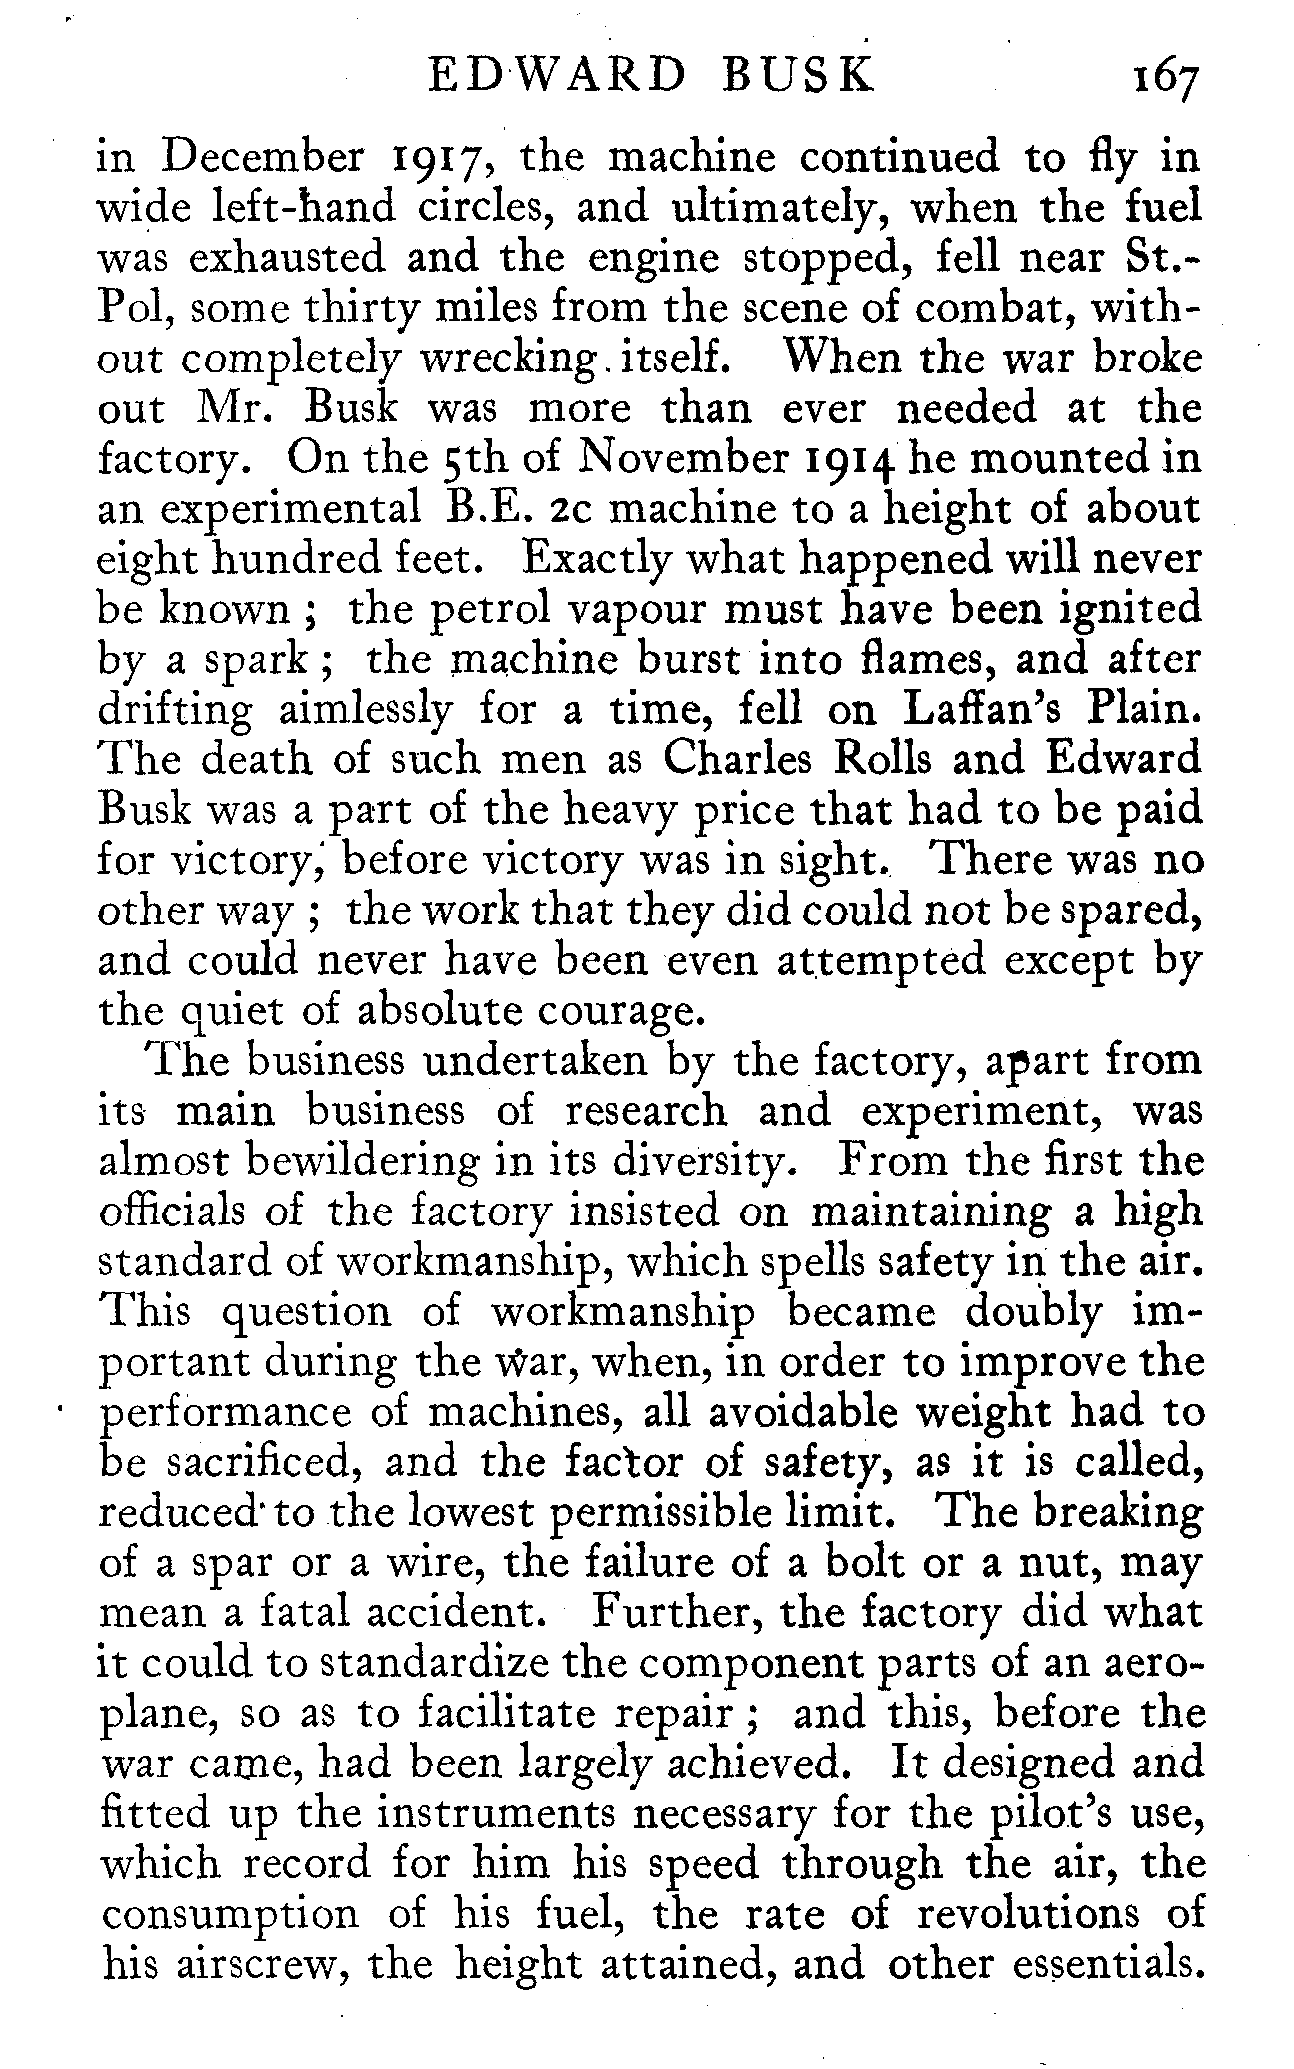 EDWARD BUSK 167
in December 1917, the machine continued to fly in
wide left-hand circles, and ultimately, when the fuel
was exhausted and the engine stopped, fell near St.-
Pol, some thirty miles from the scene of combat, with-
out completely wrecking itself. When the war broke
out Mr. Busk was more than ever needed at the
factory. On the 5th of November 1914 he mounted in
an experimental B.E. 2c machine to a height of about
eight hundred feet. Exactly what happened will never
be known ; the petrol vapour must have been ignited
by a spark ; the machine burst into flames, and after
drifting aimlessly for a time, fell on Laffan's Plain.
The death of such men as Charles Rolls and Edward
Busk was a part of the heavy price that had to be paid
for victory, before victory was in sight. There was no
other way ; the work that they did could not be spared,
and could never have been even attempted except by
the quiet of absolute courage.
The business undertaken by the factory, apart from
its main business of research and experiment, was
almost bewildering in its diversity. From the first the
officials of the factory insisted on maintaining a high
standard of workmanship, which spells safety in the air.
This question of workmanship became doubly im-
portant during the war, when, in order to improve the
performance of machines, all avoidable weight had to
be sacrificed, and the factor of safety, as it is called,
reduced to the lowest permissible limit. The breaking
of a spar or a wire, the failure of a bolt or a nut, may
mean a fatal accident. Further, the factory did what
it could to standardize the component parts of an aero-
plane, so as to facilitate repair ; and this, before the
war came, had been largely achieved. It designed and
fitted up the instruments necessary for the pilot's use,
which record for him his speed through the air, the
consumption of his fuel, the rate of revolutions of
his airscrew, the height attained, and other essentials.